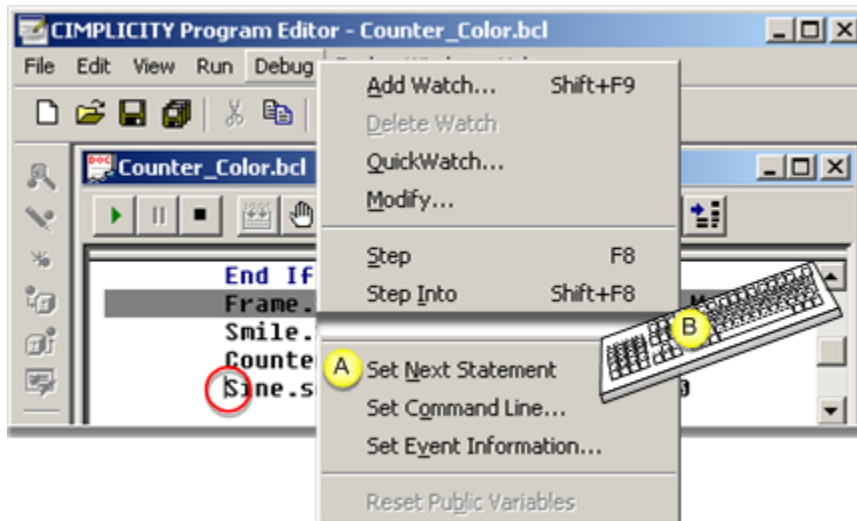 CIMPLICITY Program Editor - Counter_Color.bcl
File Edit View Run Debug
Add Watch... Shift+F9
Delete Watch
QuickWatch...
Modify...
Step F8
Step Into Shift+F8
A Set Next Statement
Set Command Line...
Set Event Information...
Reset Public Variables
B
Counter_Color.bcl
End If
Frame.
Smile.
Counte
Sine.s